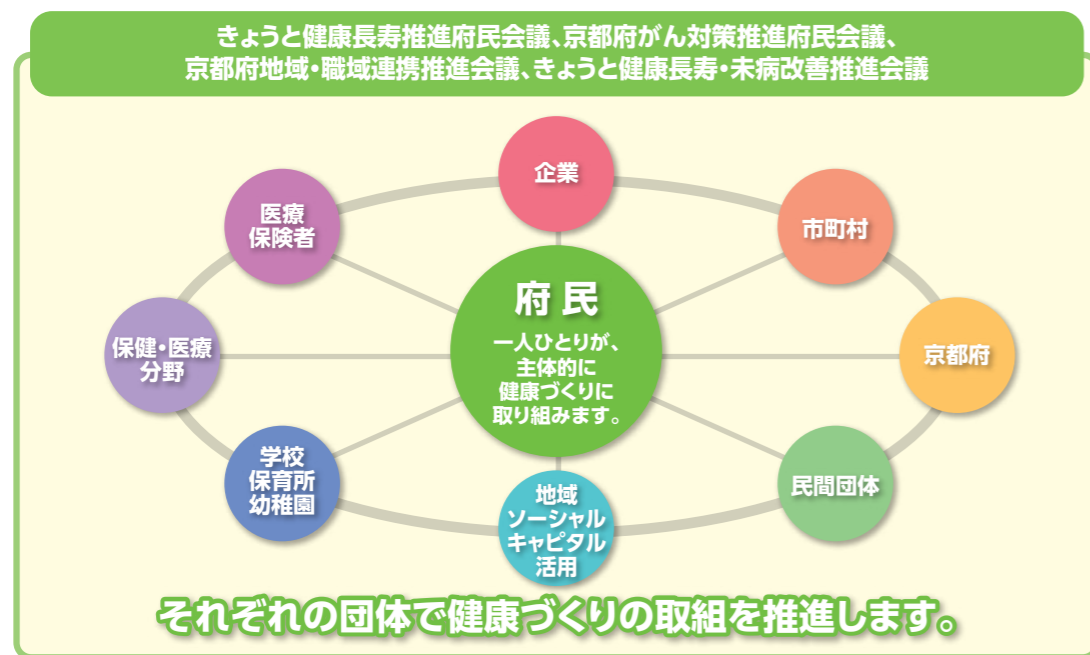 きょうと健康長寿推進府民会議、京都府がん対策推進府民会議、
京都府地域・職域連携推進会議、きょうと健康長寿・未病改善推進会議
企業
医療
保険者
市町村
府民
一人ひとりが、
主体的に
健康づくりに
取り組みます。
保健・医療
分野
京都府
学校
保育所
幼稚園
民間団体
地域
ソーシャル
キャピタル
活用
それぞれの団体で健康づくりの取組を推進します。